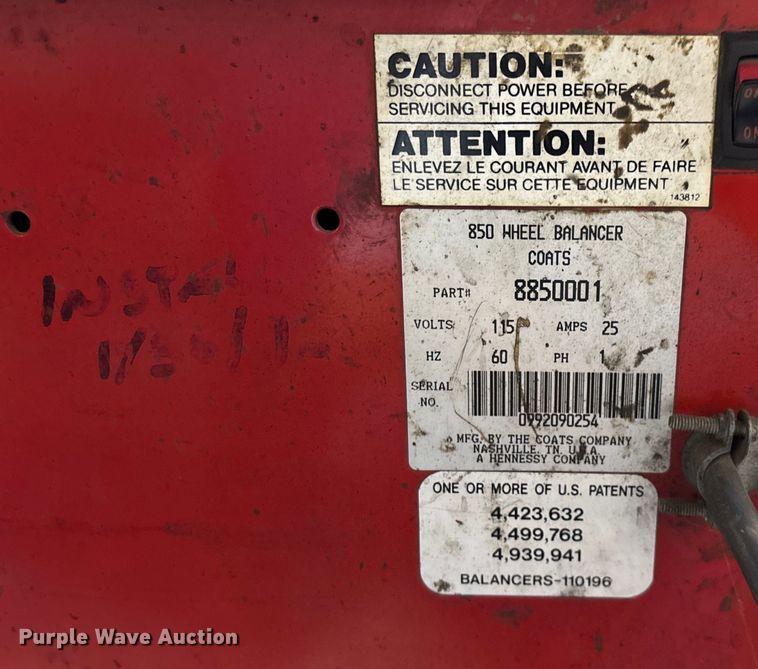 CAUTION:
DISCONNECT POWER BEFORE
SERVICING THIS EQUIPMENT
ATTENTION:
ENLEVEZ LE COURANT AVANT DE FAIRE
LE SERVICE SUR CETTE EQUIPMENT
143812
ON
850 WHEEL BALANCER
COATS
PART# 8850001
VOLTS 115 AMPS 25
HZ 60 PH 1
SERIAL
NO.
0992090254
MFG. BY THE COATS COMPANY
NASHVILLE, TN. U.S.A
A HENNESSY COMPANY
ONE OR MORE OF U.S. PATENTS
4,423,632
4,499,768
4,939,941
BALANCERS-110196
Purple Wave Auction